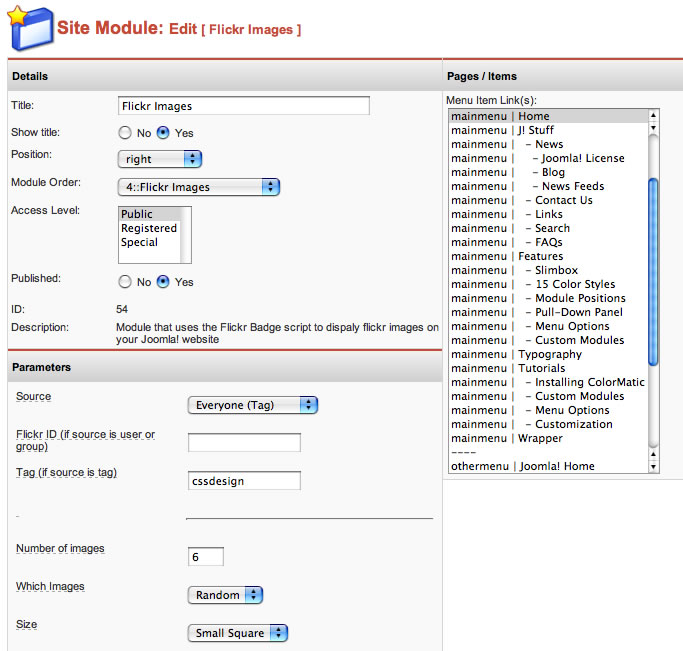 Site Module: Edit [ Flickr Images ]
Details
Title: Flickr Images
Show title: No Yes
Position: right
Module Order: 4::Flickr Images
Access Level: Public
Registered
Special
Published: No Yes
ID: 54
Description: Module that uses the Flickr Badge script to dispaly flickr images on
your Joomla! website
Parameters
Source Everyone (Tag)
Flickr ID (if source is user or
group)
Tag (if source is tag) cssdesign
-
Number of images 6
Which Images Random
Size Small Square
Pages / Items
Menu Item Link(s):
mainmenu | Home
mainmenu | J! Stuff
mainmenu | - News
mainmenu | - Joomla! License
mainmenu | - Blog
mainmenu | - News Feeds
mainmenu | - Contact Us
mainmenu | - Links
mainmenu | - Search
mainmenu | - FAQs
mainmenu | Features
mainmenu | - Slimbox
mainmenu | - 15 Color Styles
mainmenu | - Module Positions
mainmenu | - Pull-Down Panel
mainmenu | - Menu Options
mainmenu | - Custom Modules
mainmenu | Typography
mainmenu | Tutorials
mainmenu | - Installing ColorMatic
mainmenu | - Custom Modules
mainmenu | - Menu Options
mainmenu | - Customization
mainmenu | Wrapper
----
othermenu | Joomla! Home